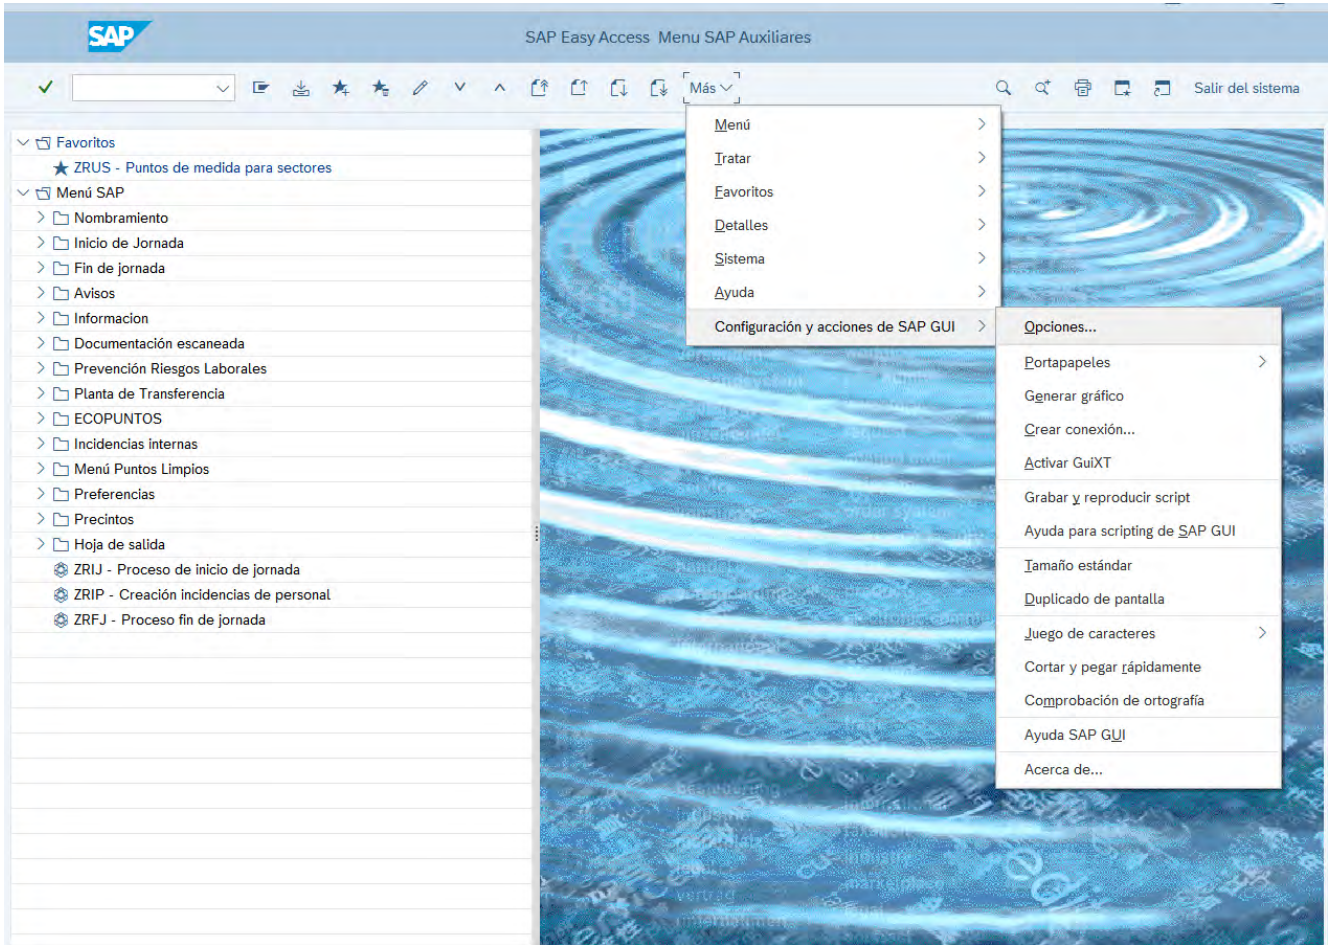 SAP
SAP Easy Access Menu SAP Auxiliares
Más
Salir del sistema
Favoritos
ZRUS - Puntos de medida para sectores
Menú SAP
Nombramiento
Inicio de Jornada
Fin de jornada
Avisos
Informacion
Documentación escaneada
Prevención Riesgos Laborales
Planta de Transferencia
ECOPUNTOS
Incidencias internas
Menú Puntos Limpios
Preferencias
Precintos
Hoja de salida
ZRIJ - Proceso de inicio de jornada
ZRIP - Creación incidencias de personal
ZRFJ - Proceso fin de jornada
Menú
Tratar
Favoritos
Detalles
Sistema
Ayuda
Configuración y acciones de SAP GUI
Opciones...
Portapapeles
Generar gráfico
Crear conexión...
Activar GuiXT
Grabar y reproducir script
Ayuda para scripting de SAP GUI
Tamaño estándar
Duplicado de pantalla
Juego de caracteres
Cortar y pegar rápidamente
Comprobación de ortografía
Ayuda SAP GUI
Acerca de...